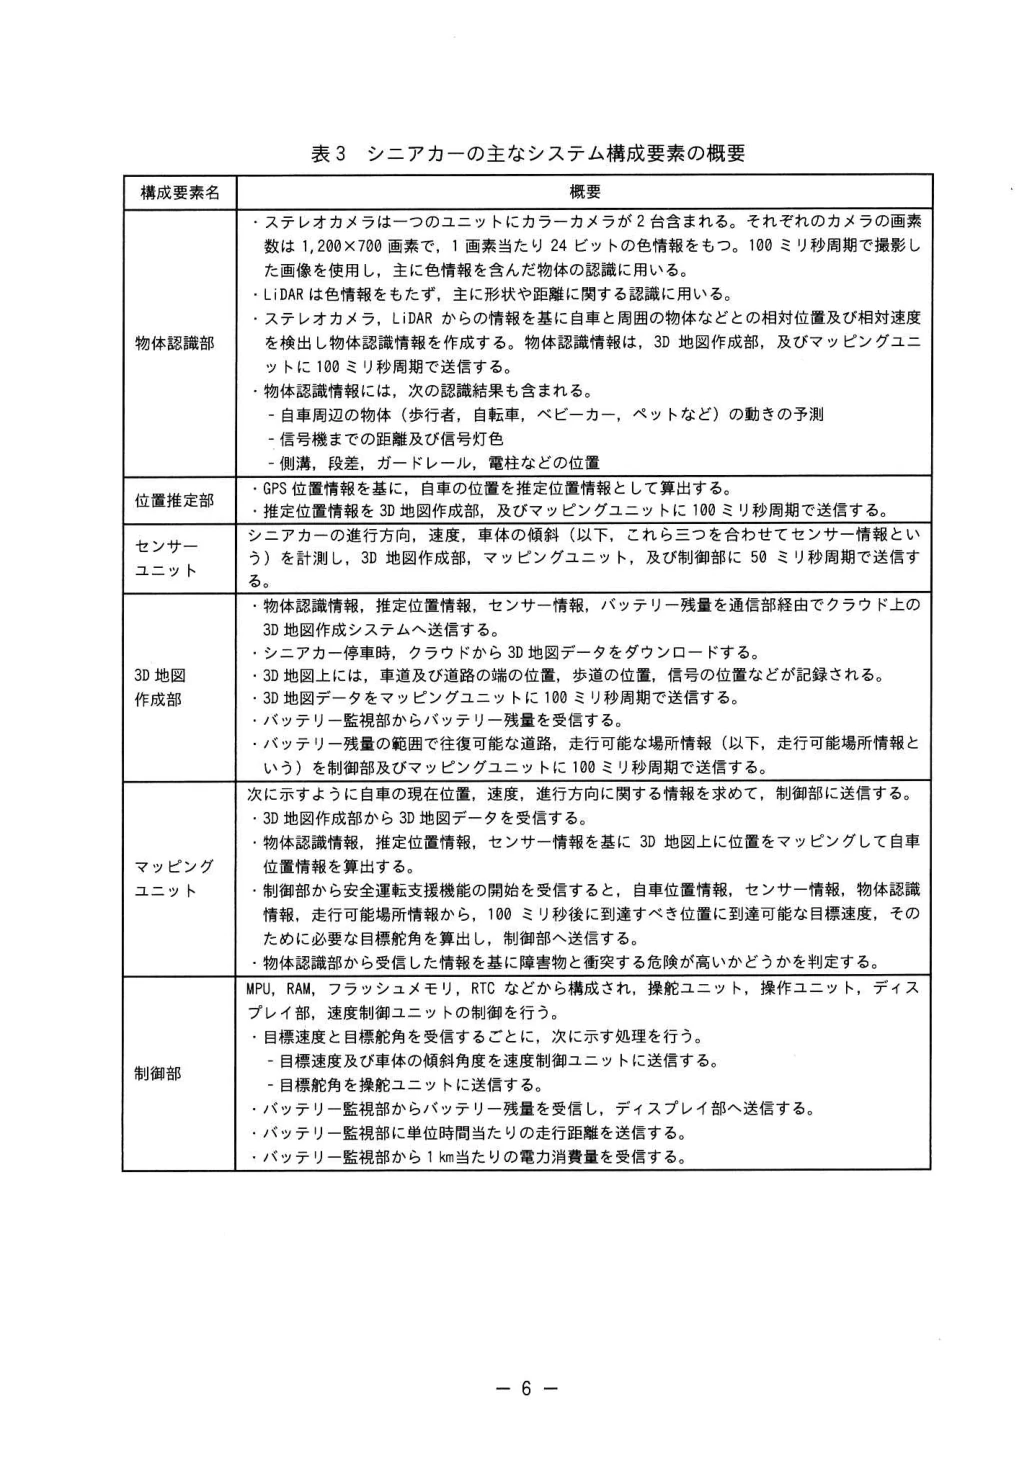 表3 シニアカーの主なシステム構成要素の概要
構成要素名
概要
物体認識部
・ステレオカメラは一つのユニットにカラーカメラが2台含まれる。それぞれのカメラの画素
数は1,200×700画素で，1画素当たり24ビットの色情報をもつ。100ミリ秒周期で撮影し
た画像を使用し，主に色情報を含んだ物体の認識に用いる。
・LiDARは色情報をもたず，主に形状や距離に関する認識に用いる。
・ステレオカメラ，LiDARからの情報を基に自車と周囲の物体などとの相対位置及び相対速度
を検出し物体認識情報を作成する。物体認識情報は，3D地図作成部，及びマッピングユニ
ットに100ミリ秒周期で送信する。
・物体認識情報には，次の認識結果も含まれる。
- 自車周辺の物体（歩行者，自転車，ベビーカー，ペットなど）の動きの予測
- 信号機までの距離及び信号灯色
- 側溝，段差，ガードレール，電柱などの位置
位置推定部
・GPS位置情報を基に，自車の位置を推定位置情報として算出する。
・推定位置情報を3D地図作成部，及びマッピングユニットに100ミリ秒周期で送信する。
センサー
ユニット
シニアカーの進行方向，速度，車体の傾斜（以下，これら三つを合わせてセンサー情報とい
う）を計測し，3D地図作成部，マッピングユニット，及び制御部に50ミリ秒周期で送信す
る。
3D地図
作成部
・物体認識情報，推定位置情報，センサー情報，バッテリー残量を通信部経由でクラウド上の
3D地図作成システムへ送信する。
・シニアカー停車時，クラウドから3D地図データをダウンロードする。
・3D地図上には，車道及び道路の端の位置，歩道の位置，信号の位置などが記録される。
・3D地図データをマッピングユニットに100ミリ秒周期で送信する。
・バッテリー監視部からバッテリー残量を受信する。
・バッテリー残量の範囲で往復可能な道路，走行可能な場所情報（以下，走行可能場所情報と
いう）を制御部及びマッピングユニットに100ミリ秒周期で送信する。
マッピング
ユニット
次に示すように自車の現在位置，速度，進行方向に関する情報を求めて，制御部に送信する。
・3D地図作成部から3D地図データを受信する。
・物体認識情報，推定位置情報，センサー情報を基に3D地図上に位置をマッピングして自車
位置情報を算出する。
・制御部から安全運転支援機能の開始を受信すると，自車位置情報，センサー情報，物体認識
情報，走行可能場所情報から，100ミリ秒後に到達すべき位置に到達可能な目標速度，その
ために必要な目標舵角を算出し，制御部へ送信する。
・物体認識部から受信した情報を基に障害物と衝突する危険が高いかどうかを判定する。
制御部
MPU，RAM，フラッシュメモリ，RTCなどから構成され，操舵ユニット，操作ユニット，ディス
プレイ部，速度制御ユニットの制御を行う。
・目標速度と目標舵角を受信するごとに，次に示す処理を行う。
- 目標速度及び車体の傾斜角度を速度制御ユニットに送信する。
- 目標舵角を操舵ユニットに送信する。
・バッテリー監視部からバッテリー残量を受信し，ディスプレイ部へ送信する。
・バッテリー監視部に単位時間当たりの走行距離を送信する。
・バッテリー監視部から1km当たりの電力消費量を受信する。
－ 6 －